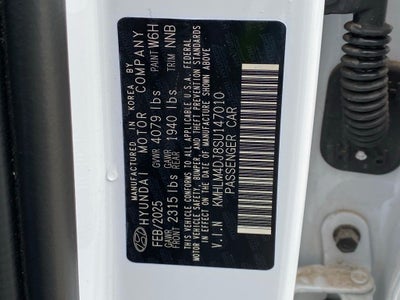 MANUFACTURED IN KOREA BY
HYUNDAI MOTOR COMPANY
FEB/2025 GVWR 4079 lbs PAINT W6H
GAWR FRONT 2315 lbs GAWR REAR 1940 lbs TRIM NNB
THIS VEHICLE CONFORMS TO ALL APPLICABLE U.S.A. FEDERAL
MOTOR VEHICLE SAFETY, BUMPER, AND THEFT PREVENTION
STANDARDS IN EFFECT ON THE DATE OF MANUFACTURE
SHOWN ABOVE.
V.I.N KMHLM4DJ8SU147010
PASSENGER CAR